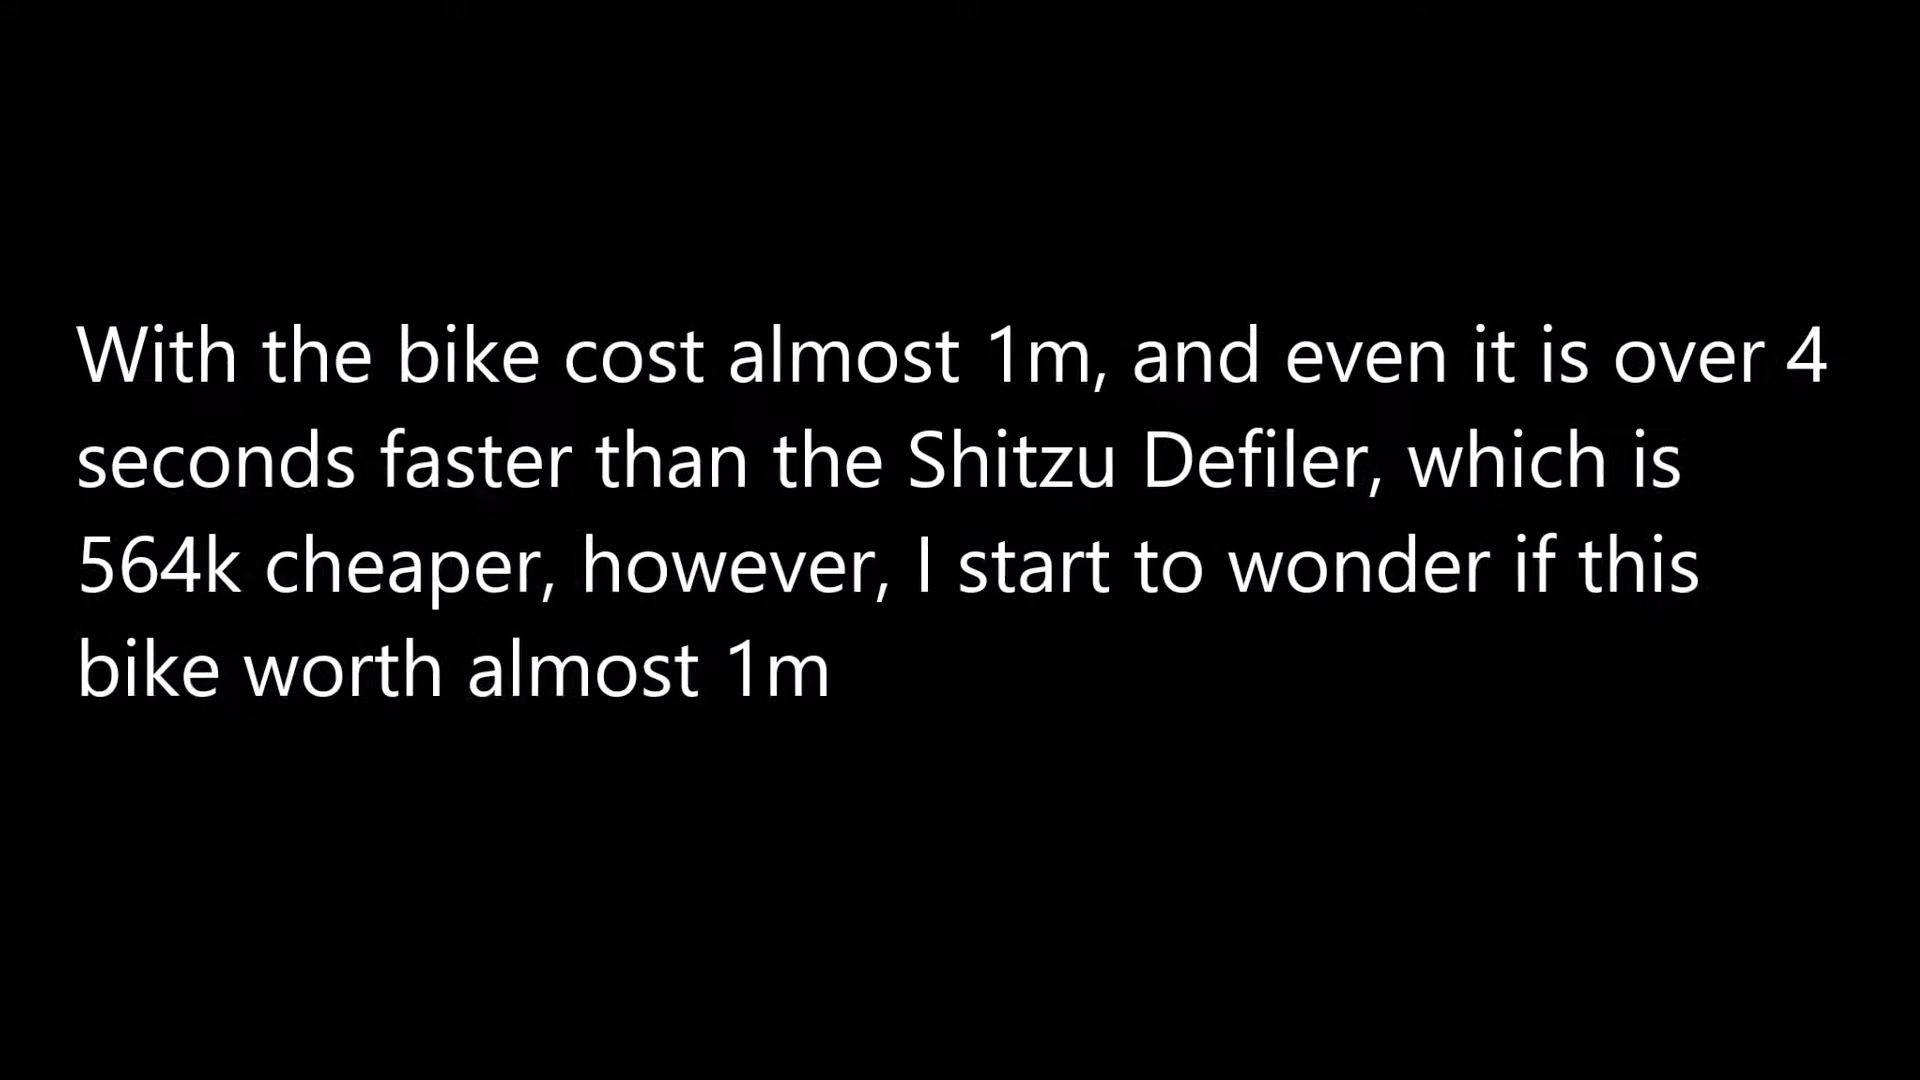 With the bike cost almost 1m, and even it is over 4
seconds faster than the Shitzu Defiler, which is
564k cheaper, however, I start to wonder if this
bike worth almost 1m